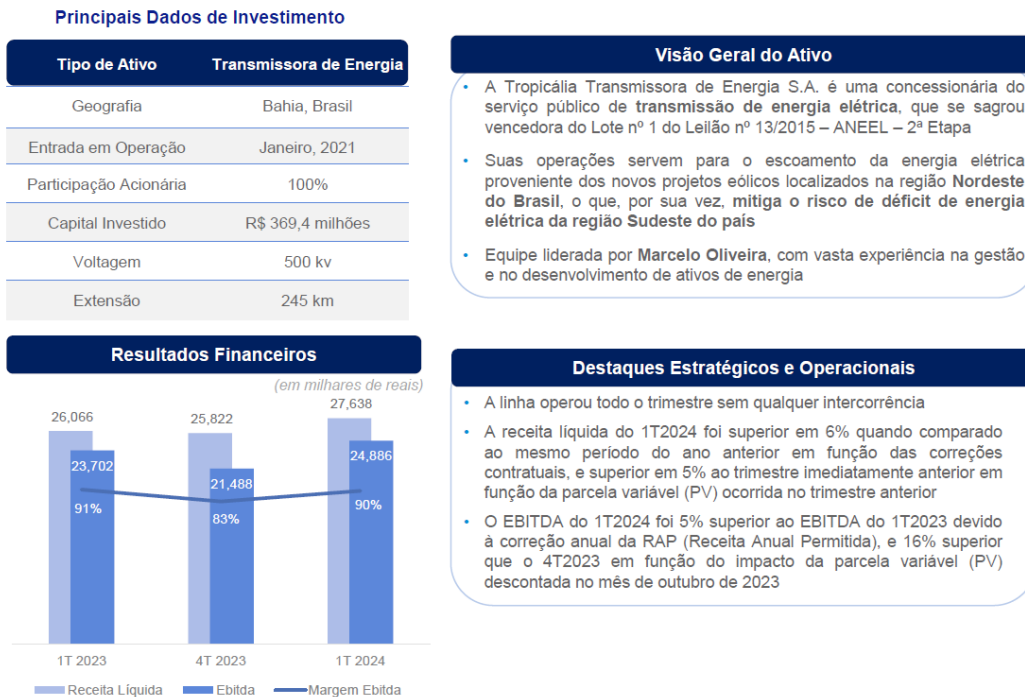 Principais Dados de Investimento
Tipo de Ativo Transmissora de Energia
Geografia Bahia, Brasil
Entrada em Operação Janeiro, 2021
Participação Acionária 100%
Capital Investido R$ 369,4 milhões
Voltagem 500 kv
Extensão 245 km
Visão Geral do Ativo
• A Tropicália Transmissora de Energia S.A. é uma concessionária do
serviço público de transmissão de energia elétrica, que se sagrou
vencedora do Lote nº 1 do Leilão nº 13/2015 – ANEEL – 2ª Etapa
• Suas operações servem para o escoamento da energia elétrica
proveniente dos novos projetos eólicos localizados na região Nordeste
do Brasil, o que, por sua vez, mitiga o risco de déficit de energia
elétrica da região Sudeste do país
• Equipe liderada por Marcelo Oliveira, com vasta experiência na gestão
e no desenvolvimento de ativos de energia
Resultados Financeiros
(em milhares de reais)
26,066 25,822 27,638
23,702 21,488 24,886
91% 83% 90%
1T 2023 4T 2023 1T 2024
Receita Líquida Ebitda Margem Ebitda
Destaques Estratégicos e Operacionais
• A linha operou todo o trimestre sem qualquer intercorrência
• A receita líquida do 1T2024 foi superior em 6% quando comparado
ao mesmo período do ano anterior em função das correções
contratuais, e superior em 5% ao trimestre imediatamente anterior em
função da parcela variável (PV) ocorrida no trimestre anterior
• O EBITDA do 1T2024 foi 5% superior ao EBITDA do 1T2023 devido
à correção anual da RAP (Receita Anual Permitida), e 16% superior
que o 4T2023 em função do impacto da parcela variável (PV)
descontada no mês de outubro de 2023